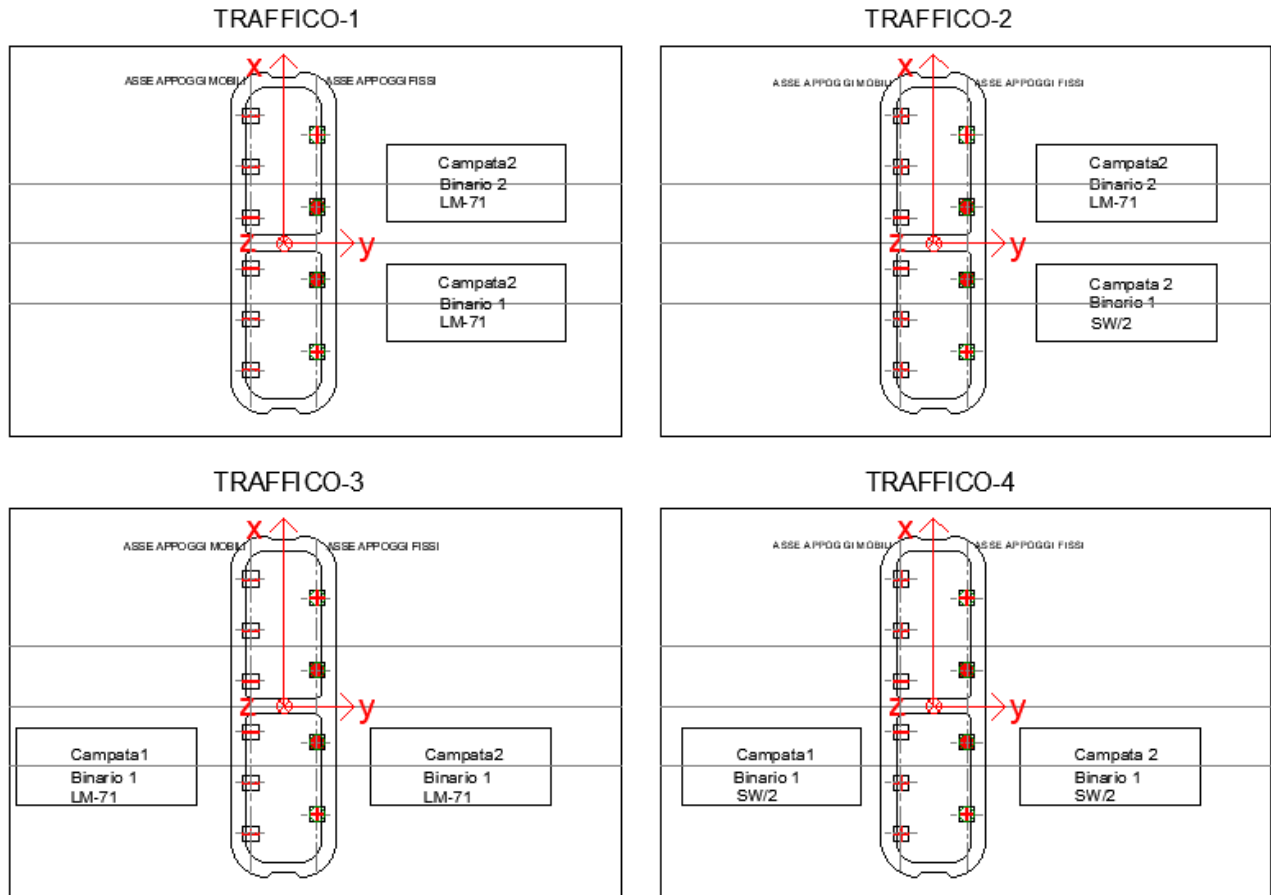 TRAFFICO-1
X
ASSE APPOGGI MOBILI
ASSE APPOGGI FISSI
Campata2
Binario 2
LM-71
Z
y
Campata2
Binario 1
LM-71
TRAFFICO-2
X
ASSE APPOGGI MOBILI
ASSE APPOGGI FISSI
Campata2
Binario 2
LM-71
Z
y
Campata 2
Binario 1
SW/2
TRAFFICO-3
X
ASSE APPOGGI MOBILI
ASSE APPOGGI FISSI
Z
y
Campata1
Binario 1
LM-71
Campata2
Binario 1
LM-71
TRAFFICO-4
X
ASSE APPOGGI MOBILI
ASSE APPOGGI FISSI
Z
y
Campata1
Binario 1
SW/2
Campata 2
Binario 1
SW/2